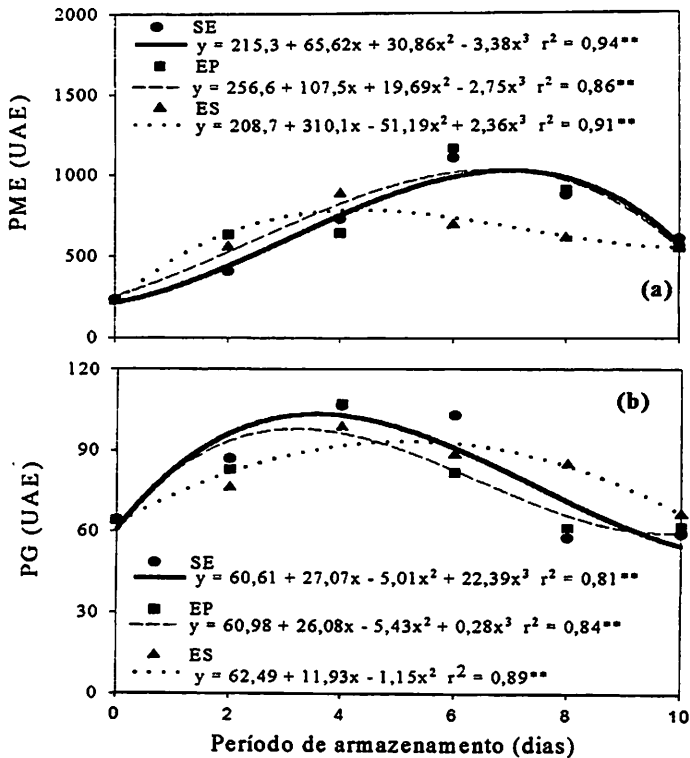 PME (UAE)
2000
1500
1000
500
0
SE
y = 215,3 + 65,62x + 30,86x² - 3,38x³ r² = 0,94**
EP
y = 256,6 + 107,5x + 19,69x² - 2,75x³ r² = 0,86**
ES
y = 208,7 + 310,1x - 51,19x² + 2,36x³ r² = 0,91**
(a)
PG (UAE)
120
90
60
30
0
(b)
SE
y = 60,61 + 27,07x - 5,01x² + 22,39x³ r² = 0,81**
EP
y = 60,98 + 26,08x - 5,43x² + 0,28x³ r² = 0,84**
ES
y = 62,49 + 11,93x - 1,15x² r² = 0,89**
0 2 4 6 8 10
Período de armazenamento (dias)